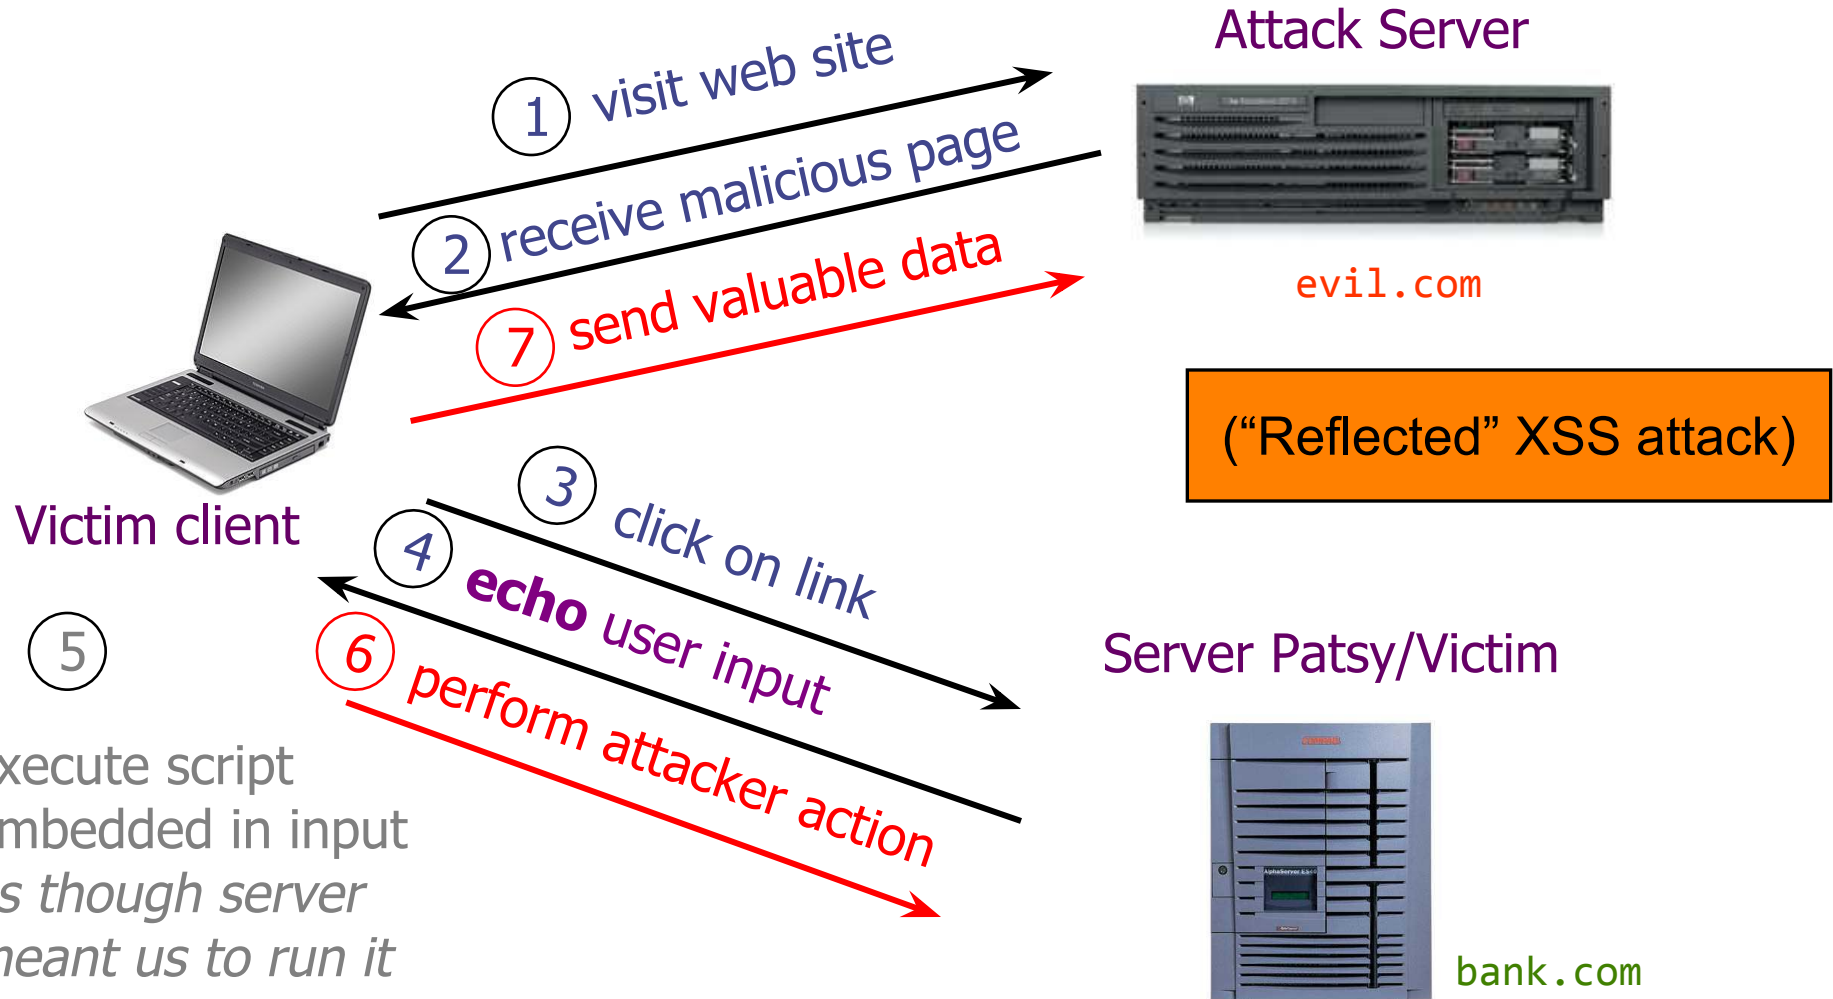 Attack Server
1 visit web site
2 receive malicious page
7 send valuable data
evil.com
("Reflected" XSS attack)
Victim client
3 click on link
4 echo user input
6 perform attacker action
5
xecute script
mbedded in input
s though server
neant us to run it
Server Patsy/Victim
AlphaServer ES40
bank.com